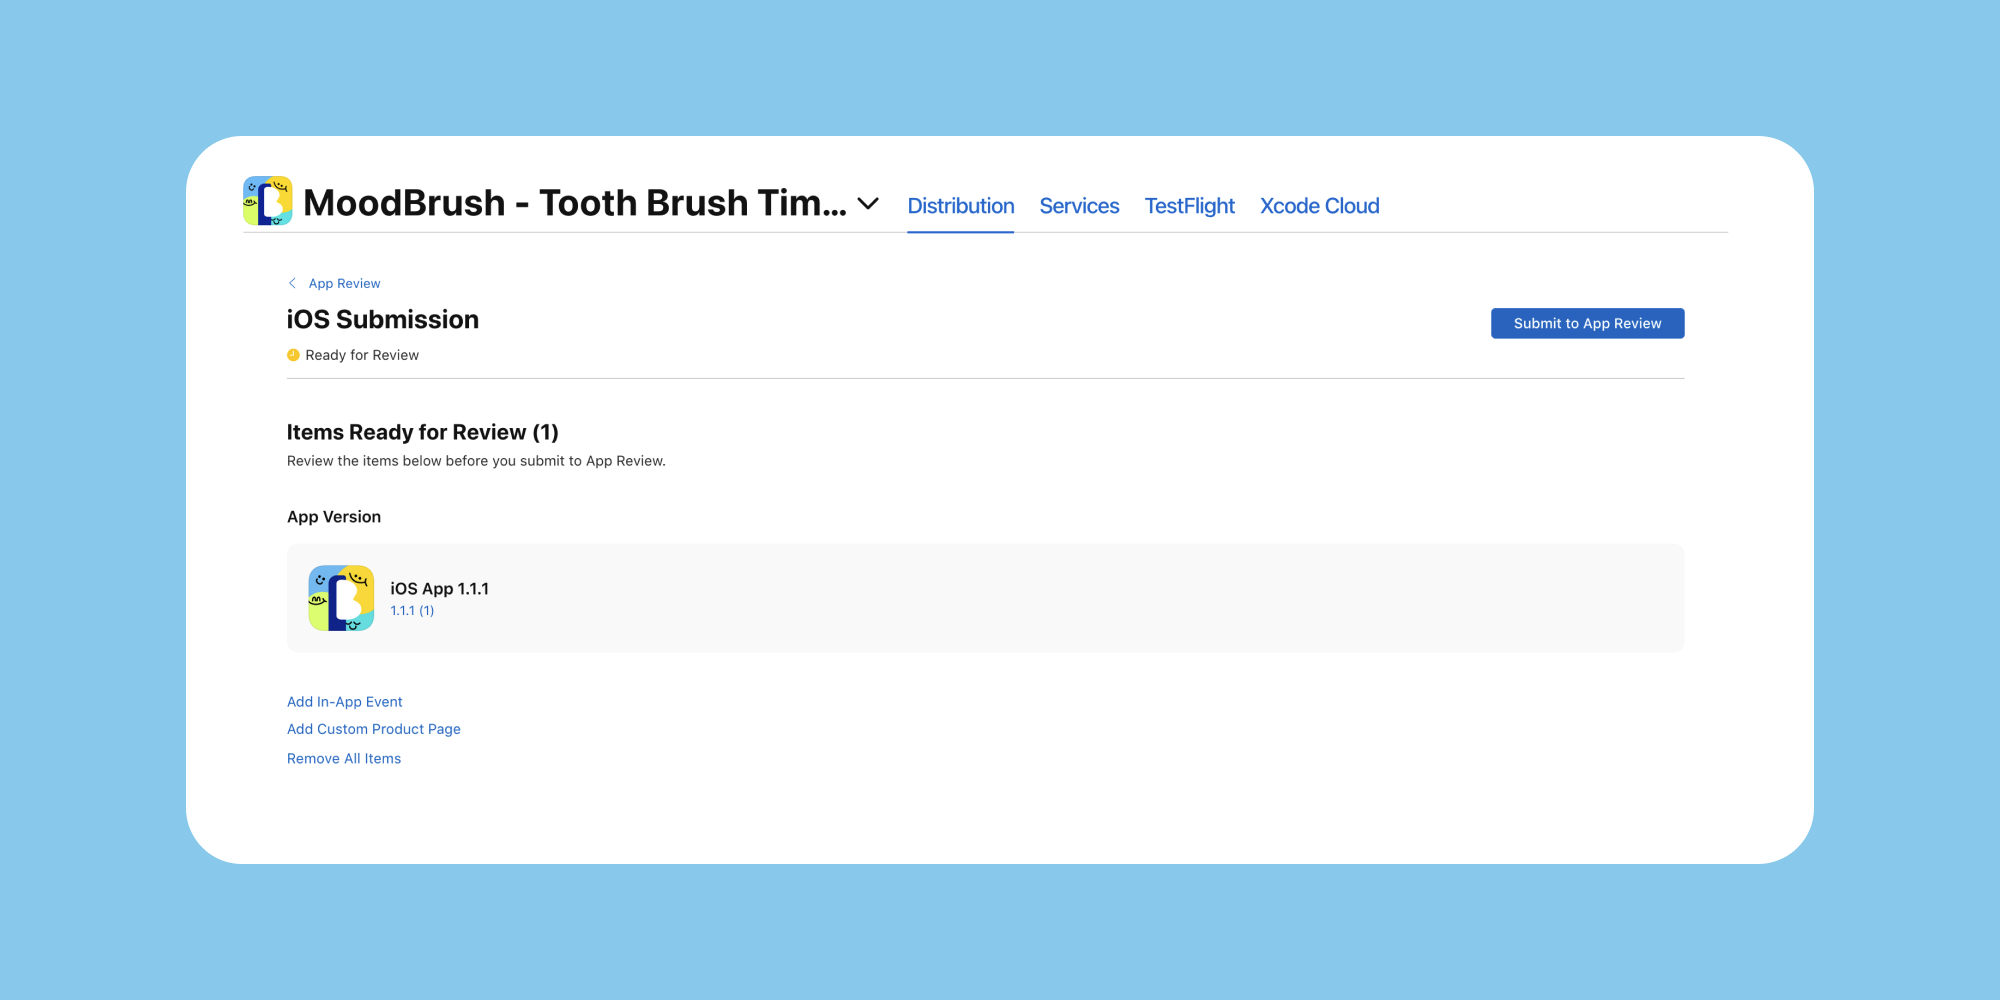 MoodBrush - Tooth Brush Tim...
Distribution
Services
TestFlight
Xcode Cloud
App Review
iOS Submission
Submit to App Review
Ready for Review
Items Ready for Review (1)
Review the items below before you submit to App Review.
App Version
iOS App 1.1.1
1.1.1 (1)
Add In-App Event
Add Custom Product Page
Remove All Items